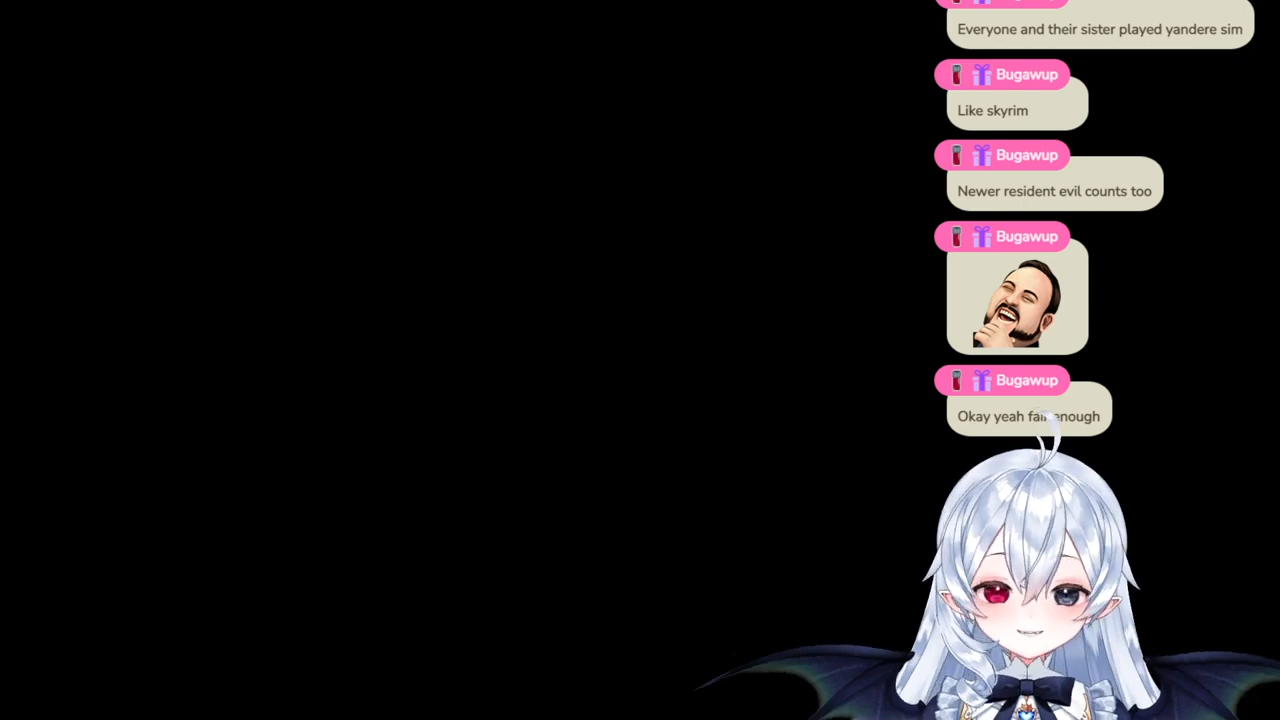 Everyone and their sister played yandere sim
Bugawup
Like skyrim
Bugawup
Newer resident evil counts too
Bugawup
Bugawup
Okay yeah fair enough